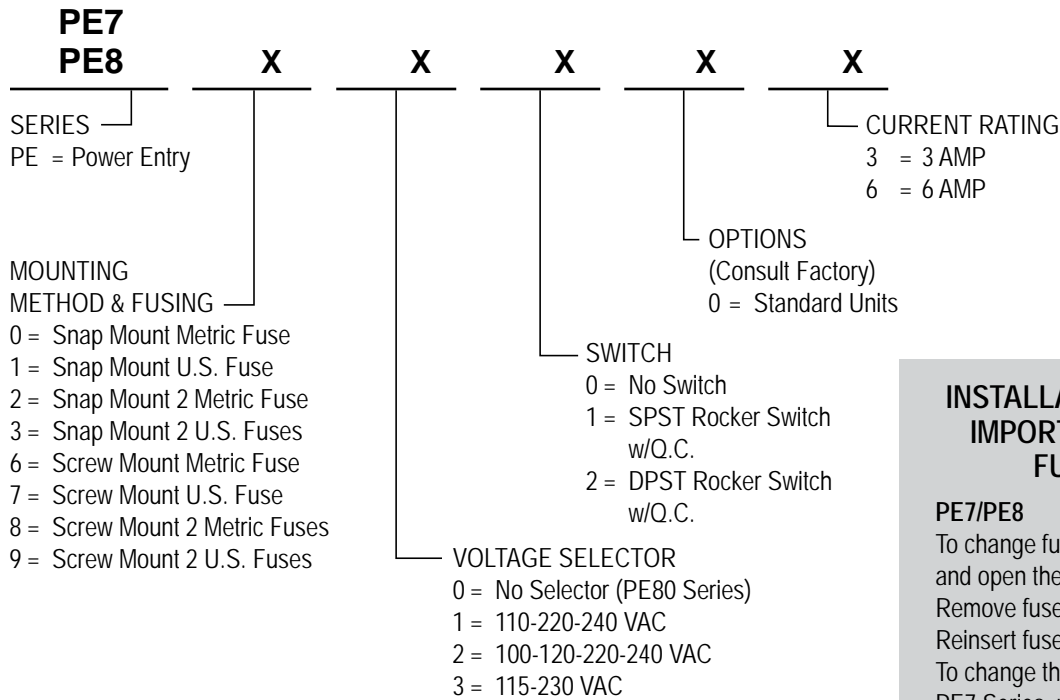 PE7
PE8 X X X X X
SERIES
PE = Power Entry
CURRENT RATING
3 = 3 AMP
6 = 6 AMP
OPTIONS
(Consult Factory)
0 = Standard Units
MOUNTING
METHOD & FUSING
0 = Snap Mount Metric Fuse
1 = Snap Mount U.S. Fuse
2 = Snap Mount 2 Metric Fuse
3 = Snap Mount 2 U.S. Fuses
6 = Screw Mount Metric Fuse
7 = Screw Mount U.S. Fuse
8 = Screw Mount 2 Metric Fuses
9 = Screw Mount 2 U.S. Fuses
SWITCH
0 = No Switch
1 = SPST Rocker Switch
w/Q.C.
2 = DPST Rocker Switch
w/Q.C.
VOLTAGE SELECTOR
0 = No Selector (PE80 Series)
1 = 110-220-240 VAC
2 = 100-120-220-240 VAC
3 = 115-230 VAC
PE7/PE8
To change
and open the
Remove fuse
Reinsert fuse
To change
PE7 Series